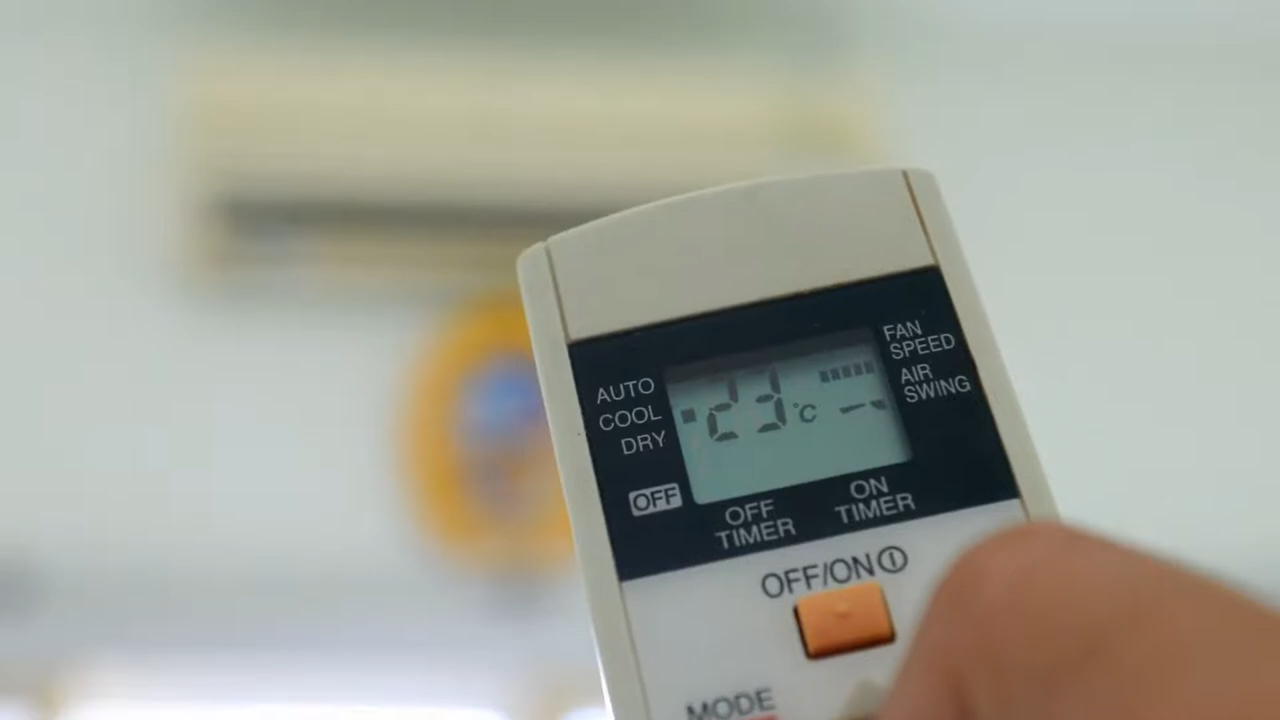 AUTO
COOL
DRY
OFF
23°C
FAN
SPEED
AIR
SWING
OFF
TIMER
ON
TIMER
OFF/ON
MODE